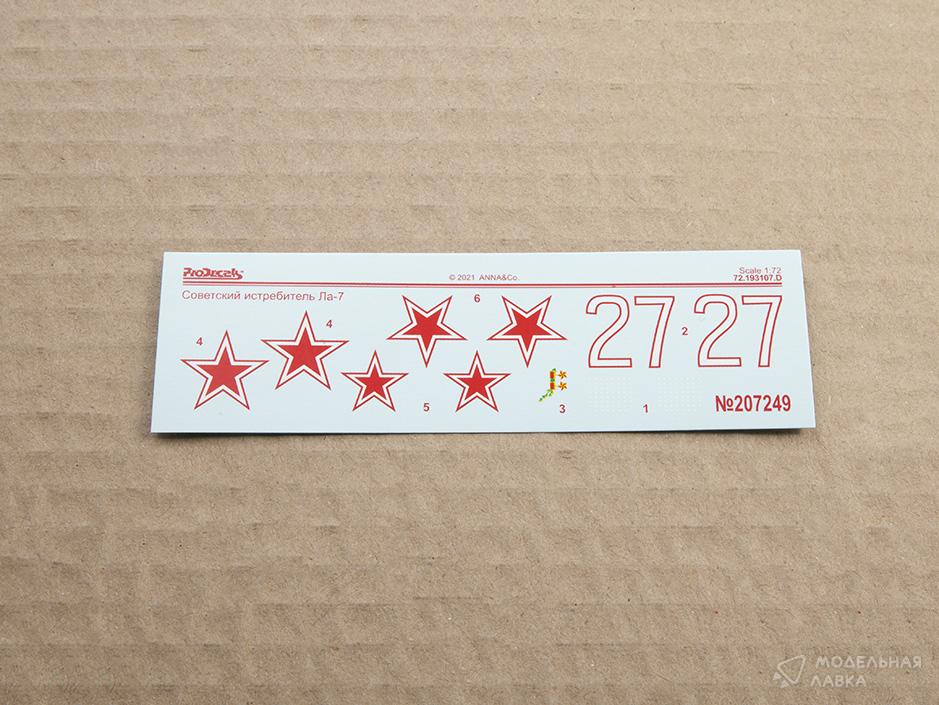 ProDecals
© 2021 ANNA&Co.
Scale 1:72
72.193107.D
Советский истребитель Ла-7
4
4
6
5
3
27
2
27
1
№207249
МОДЕЛЬНАЯ
ЛАВКА